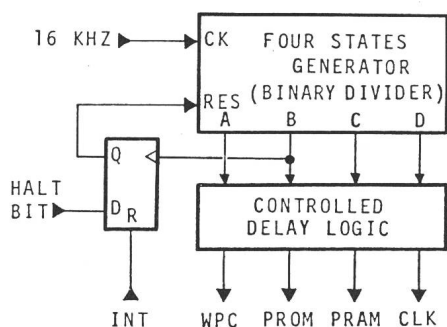 16 KHZ
CK
FOUR STATES
GENERATOR
(BINARY DIVIDER)
RES
A B C D
Q
HALT
BIT
D
R
CONTROLLED
DELAY LOGIC
INT
WPC PROM PRAM CLK